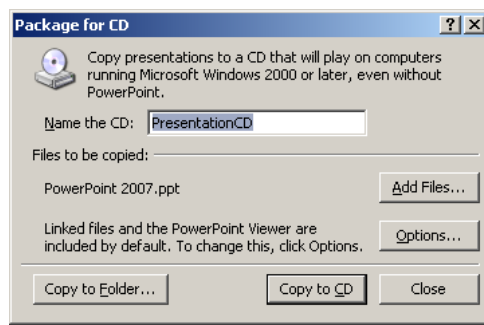 Package for CD
Copy presentations to a CD that will play on computers
running Microsoft Windows 2000 or later, even without
PowerPoint.
Name the CD: PresentationCD
Files to be copied:
PowerPoint 2007.ppt Add Files...
Linked files and the PowerPoint Viewer are
included by default. To change this, click Options. Options...
Copy to Folder... Copy to CD Close